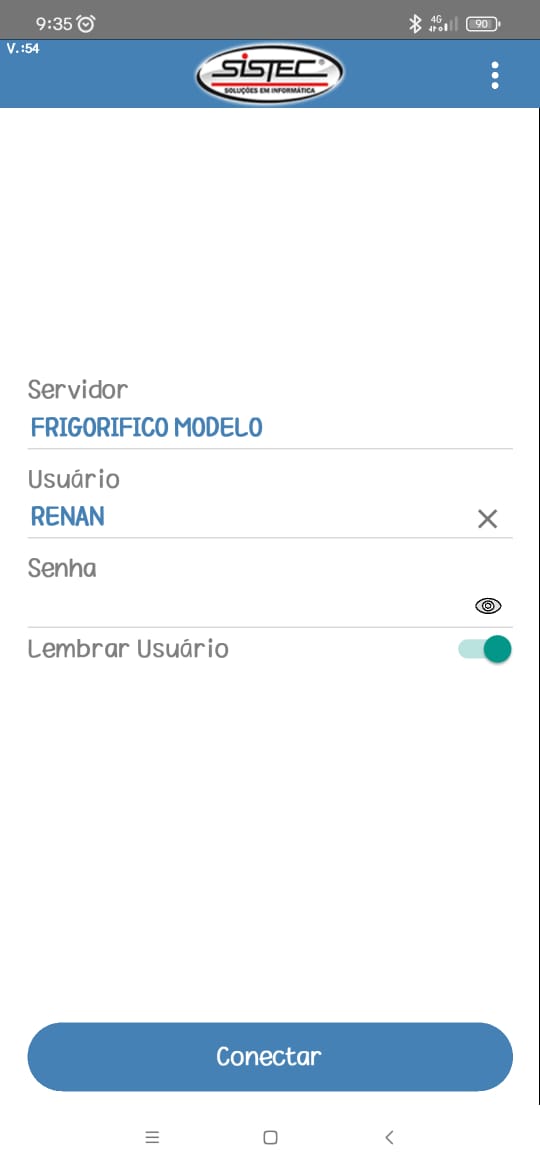 9:35
4G
90
V.:54
SiSTEC®
SOLUÇÕES EM INFORMÁTICA
Servidor
FRIGORIFICO MODELO
Usuário
RENAN
Senha
Lembrar Usuário
Conectar